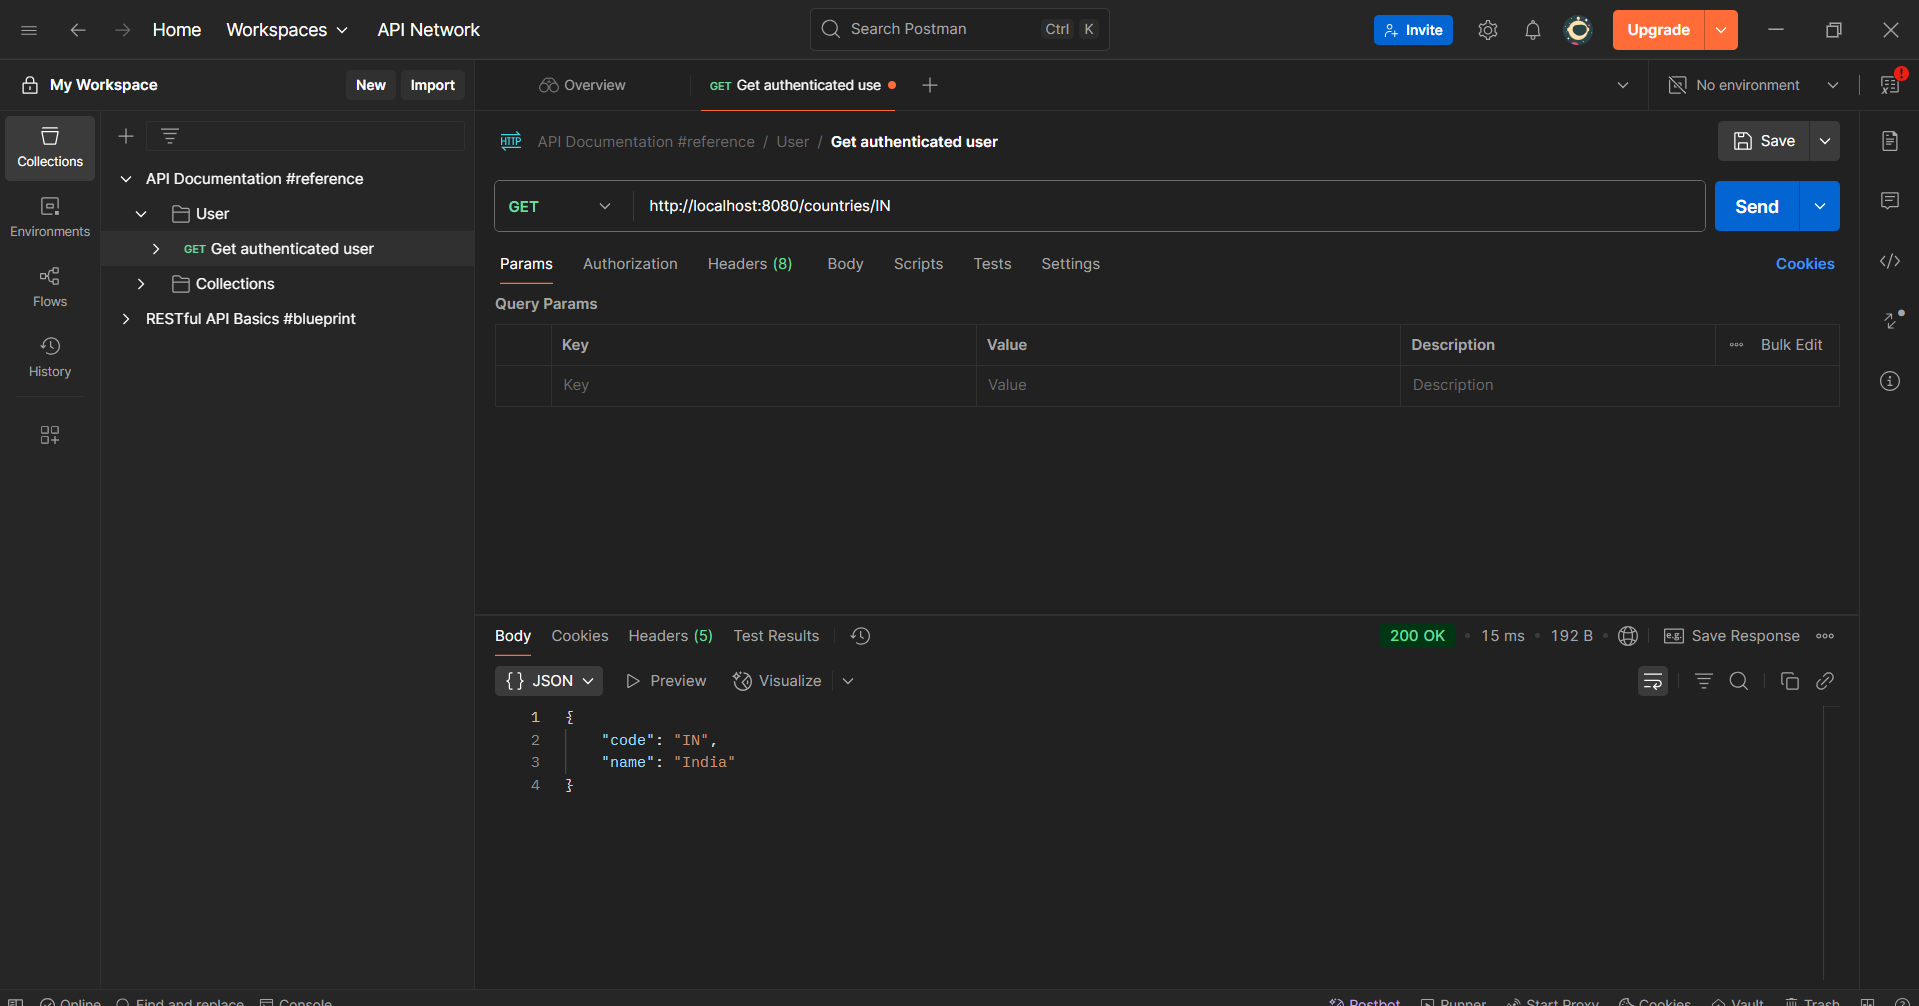 Home Workspaces API Network Search Postman Ctrl K Invite Upgrade
My Workspace New Import Overview GET Get authenticated use No environment !
Collections
Environments
Flows
History
API Documentation #reference
User
GET Get authenticated user
Collections
RESTful API Basics #blueprint
HTTP API Documentation #reference / User / Get authenticated user Save
GET http://localhost:8080/countries/IN Send
Params Authorization Headers (8) Body Scripts Tests Settings Cookies
Query Params
Key Value Description Bulk Edit
Key Value Description
Body Cookies Headers (5) Test Results 200 OK • 15 ms • 192 B • e.g. Save Response
{} JSON Preview Visualize
1 {
2 "code": "IN",
3 "name": "India"
4 }
Online Find and replace Console Postbot Runner Start Proxy Cookies Vault Trash